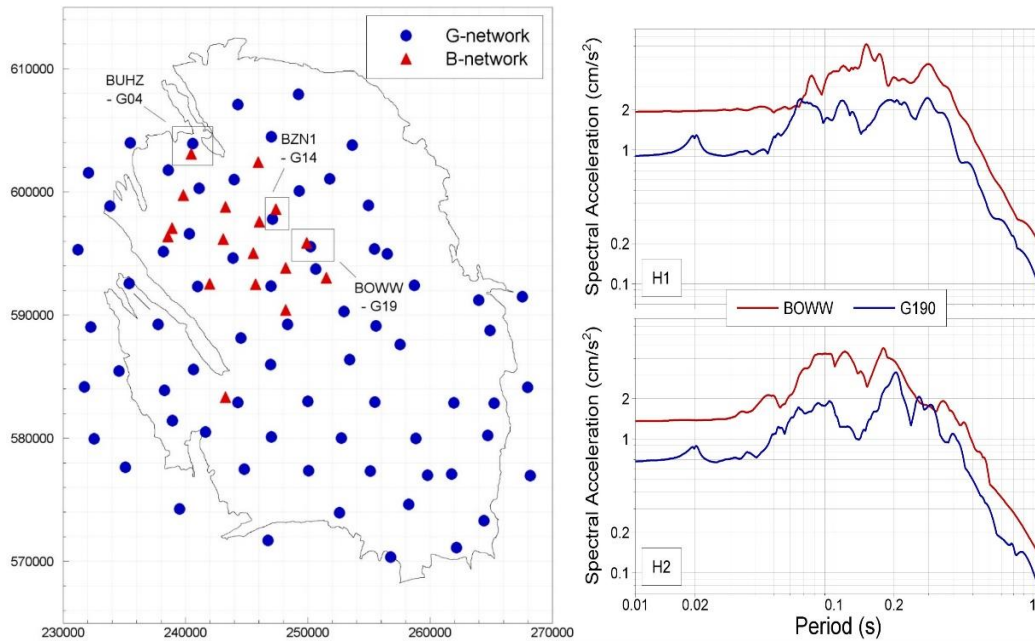 G-network
B-network
610000
600000
590000
580000
570000
230000
240000
250000
260000
270000
BUHZ
- G04
BZN1
- G14
BOWW
- G19
Spectral Acceleration (cm/s²)
2
1
0.2
0.1
H1
BOWW
G190
Spectral Acceleration (cm/s²)
2
1
0.2
0.1
H2
0.01
0.02
0.1
0.2
Period (s)